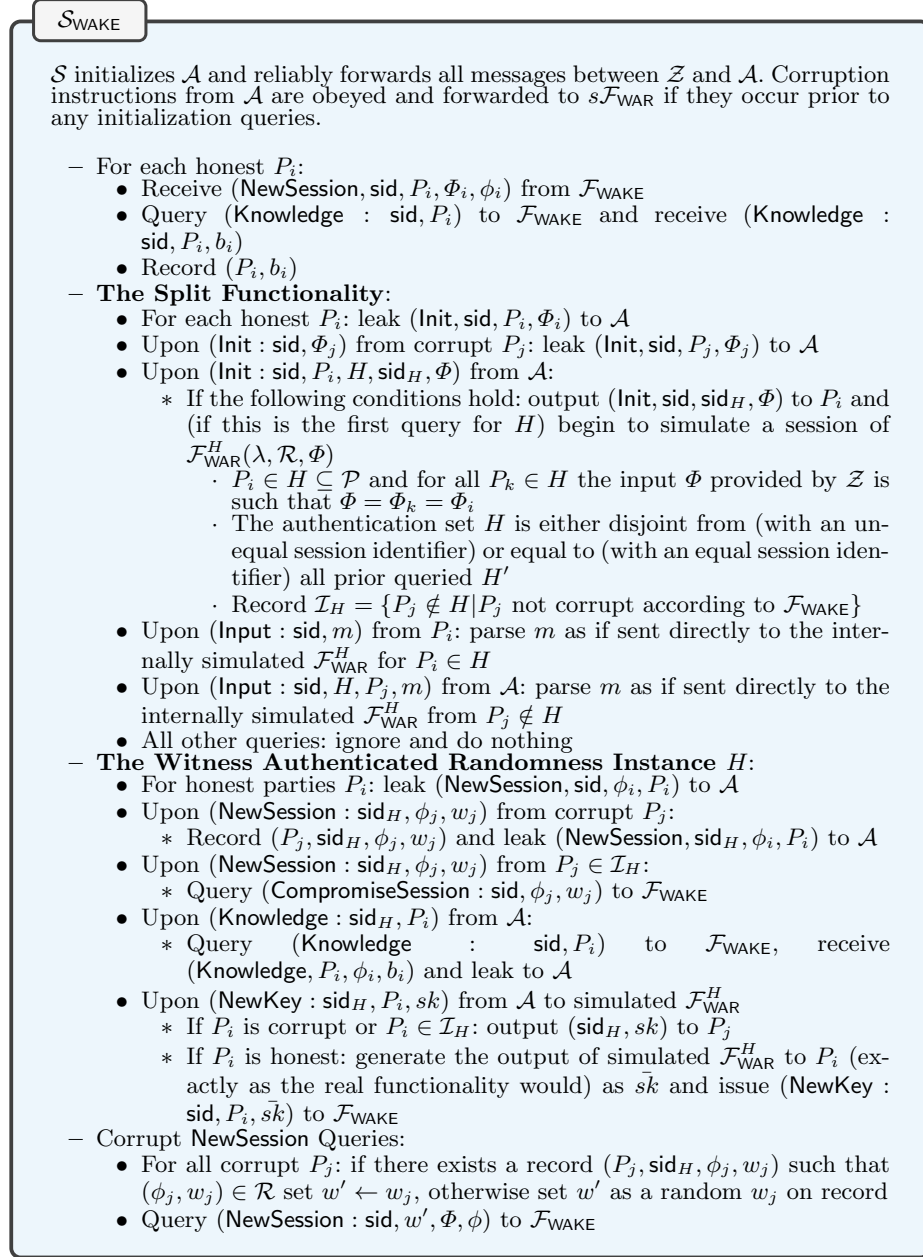 𝒮_WAKE
𝒮 initializes 𝒜 and reliably forwards all messages between 𝒵 and 𝒜. Corruption
instructions from 𝒜 are obeyed and forwarded to sℱ_WAR if they occur prior to
any initialization queries.
– For each honest P_i:
• Receive (NewSession, sid, P_i, Φ_i, ϕ_i) from ℱ_WAKE
• Query (Knowledge : sid, P_i) to ℱ_WAKE and receive (Knowledge :
sid, P_i, b_i)
• Record (P_i, b_i)
– The Split Functionality:
• For each honest P_i: leak (Init, sid, P_i, Φ_i) to 𝒜
• Upon (Init : sid, Φ_j) from corrupt P_j: leak (Init, sid, P_j, Φ_j) to 𝒜
• Upon (Init : sid, P_i, H, sid_H, Φ) from 𝒜:
∗ If the following conditions hold: output (Init, sid, sid_H, Φ) to P_i and
(if this is the first query for H) begin to simulate a session of
ℱ^H_WAR(λ, ℛ, Φ)
· P_i ∈ H ⊆ 𝒫 and for all P_k ∈ H the input Φ provided by 𝒵 is
such that Φ = Φ_k = Φ_i
· The authentication set H is either disjoint from (with an un-
equal session identifier) or equal to (with an equal session iden-
tifier) all prior queried H′
· Record ℐ_H = {P_j ∉ H|P_j not corrupt according to ℱ_WAKE}
• Upon (Input : sid, m) from P_i: parse m as if sent directly to the inter-
nally simulated ℱ^H_WAR for P_i ∈ H
• Upon (Input : sid, H, P_j, m) from 𝒜: parse m as if sent directly to the
internally simulated ℱ^H_WAR from P_j ∉ H
• All other queries: ignore and do nothing
– The Witness Authenticated Randomness Instance H:
• For honest parties P_i: leak (NewSession, sid, ϕ_i, P_i) to 𝒜
• Upon (NewSession : sid_H, ϕ_j, w_j) from corrupt P_j:
∗ Record (P_j, sid_H, ϕ_j, w_j) and leak (NewSession, sid_H, ϕ_i, P_i) to 𝒜
• Upon (NewSession : sid_H, ϕ_j, w_j) from P_j ∈ ℐ_H:
∗ Query (CompromiseSession : sid, ϕ_j, w_j) to ℱ_WAKE
• Upon (Knowledge : sid_H, P_i) from 𝒜:
∗ Query (Knowledge : sid, P_i) to ℱ_WAKE, receive
(Knowledge, P_i, ϕ_i, b_i) and leak to 𝒜
• Upon (NewKey : sid_H, P_i, sk) from 𝒜 to simulated ℱ^H_WAR
∗ If P_i is corrupt or P_i ∈ ℐ_H: output (sid_H, sk) to P_j
∗ If P_i is honest: generate the output of simulated ℱ^H_WAR to P_i (ex-
actly as the real functionality would) as s̄k and issue (NewKey :
sid, P_i, s̄k) to ℱ_WAKE
– Corrupt NewSession Queries:
• For all corrupt P_j: if there exists a record (P_j, sid_H, ϕ_j, w_j) such that
(ϕ_j, w_j) ∈ ℛ set w′ ← w_j, otherwise set w′ as a random w_j on record
• Query (NewSession : sid, w′, Φ, ϕ) to ℱ_WAKE